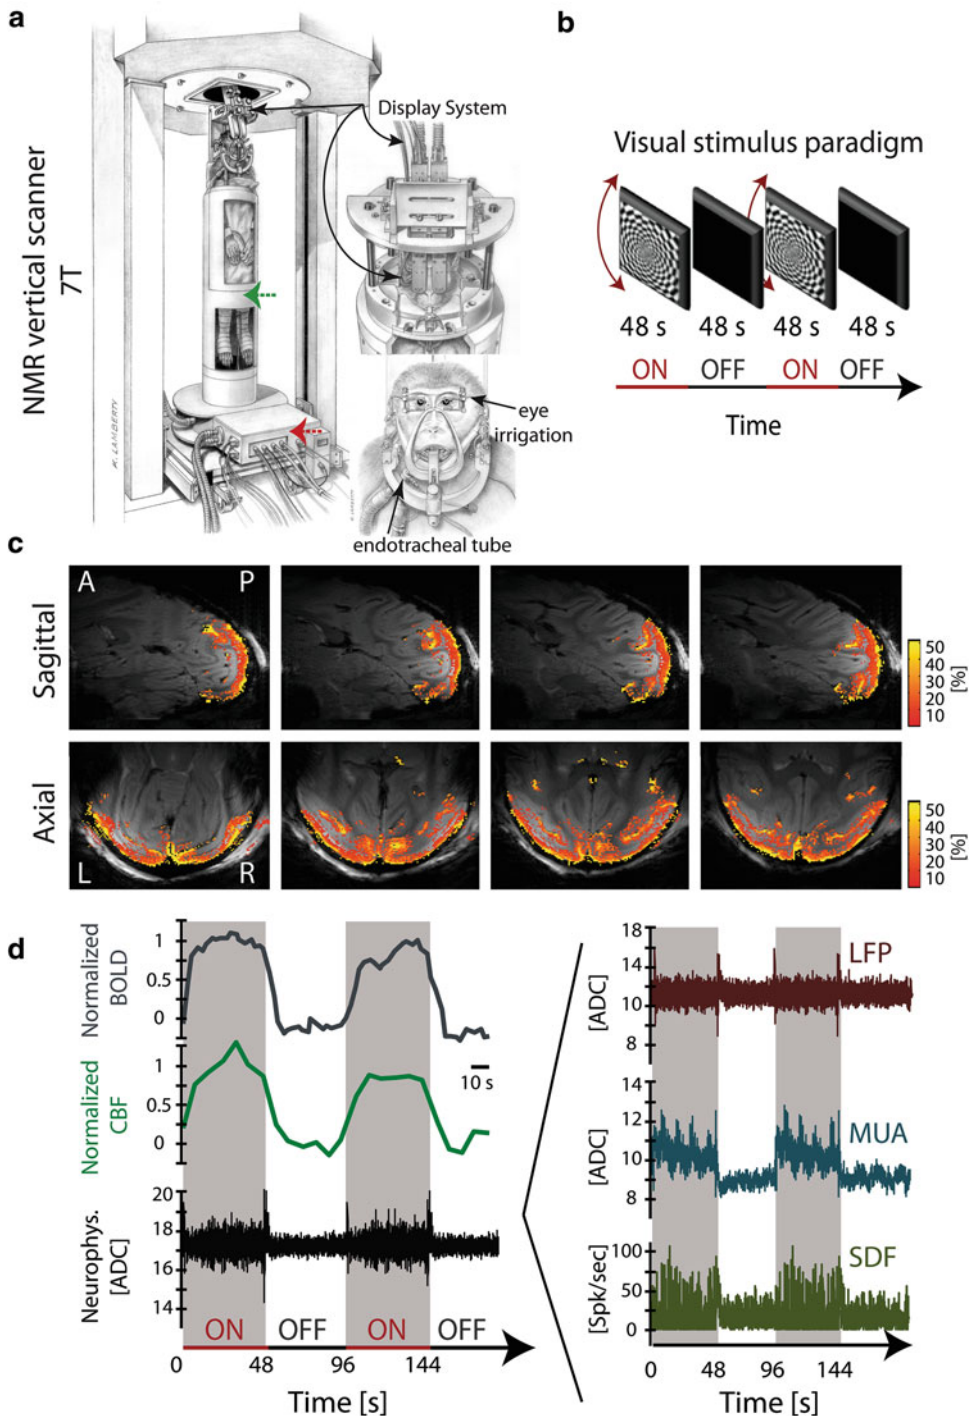 a
NMR vertical scanner
7T
Display System
eye
irrigation
endotracheal tube
K. LAMBERTY
b
Visual stimulus paradigm
48 s 48 s 48 s 48 s
ON OFF ON OFF
Time
c
Sagittal
A P
50
40
30
20
10
[%]
Axial
L R
50
40
30
20
10
[%]
d
Normalized
BOLD
1
0.5
0
Normalized
CBF
1
0.5
0
10 s
Neurophys.
[ADC]
20
18
16
14
ON OFF ON OFF
0 48 96 144
Time [s]
LFP
[ADC]
18
14
12
10
8
MUA
[ADC]
14
12
10
8
SDF
[Spk/sec]
100
50
50
0
0 48 96 144
Time [s]